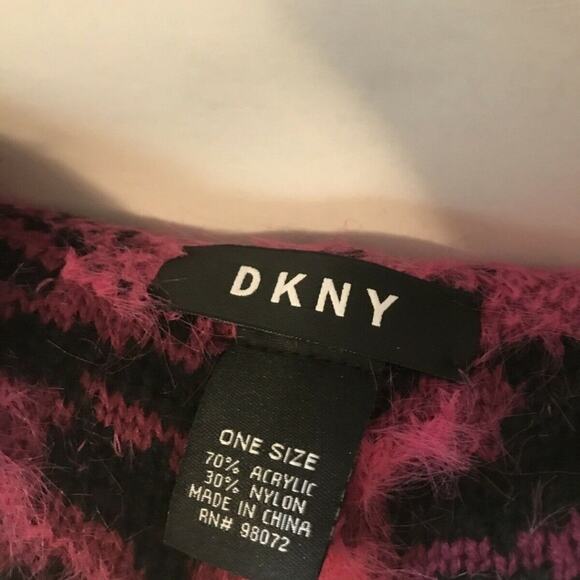 DKNY
ONE SIZE
70% ACRYLIC
30% NYLON
MADE IN CHINA
RN# 98072